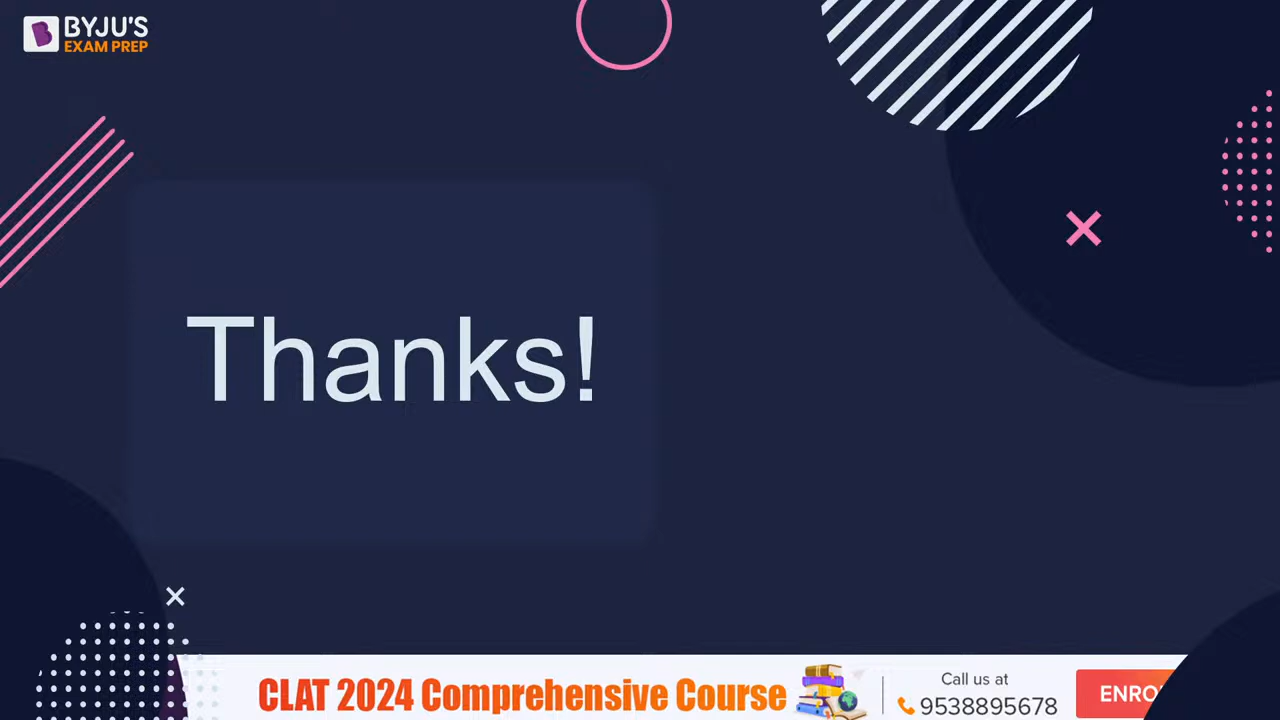 BYJU'S
EXAM PREP
Thanks!
CLAT 2024 Comprehensive Course
Call us at
9538895678